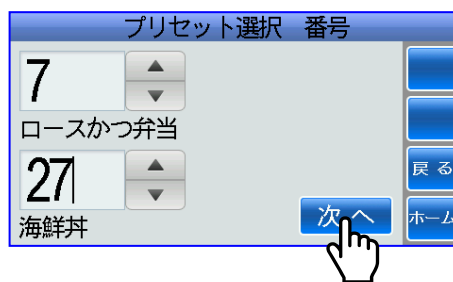 プリセット選択 番号
7
ロースかつ弁当
27
海鮮丼
次へ
戻る
ホーム